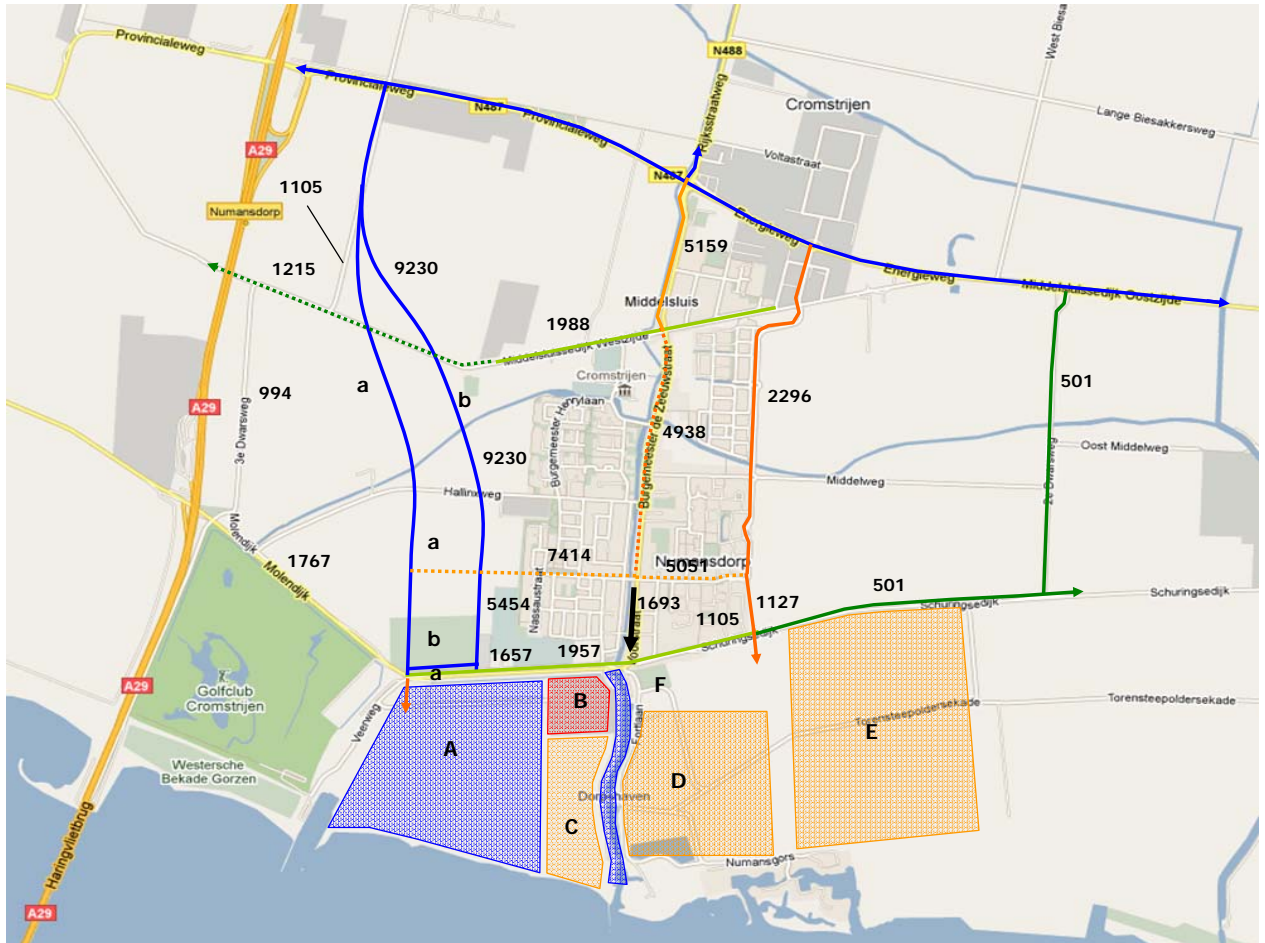 Provincialeweg
N488
West Biesa
Provincialeweg
Cromstrijen
N487
Provincialeweg
Rijksstraatweg
Lange Biesakkersweg
A29
Voltastraat
N487
1105
Numansdorp
Energieweg
5159
1215
9230
Energieweg
Middelsluissedijk Oostzijde
Middelsluis
1988
Middelsluissedijk Westzijde
Cromstrijen
a
501
994
b
2296
A29
Burgemeester Henrylaan
Burgemeester de Zeeuwstraat
4938
3e Dwarsweg
9230
Oost Middelweg
Middelweg
Hallinxweg
2e Dwarsweg
Molendijk
a
1767
7414
Numansdorp
5051
Molendijk
501
Nassaustraat
5454
1693
1127
Schuringsedijk
Schuringsedijk
1105
b
Schuringsedijk
1957
1657
a
F
A29
Golfclub
Cromstrijen
B
Torensteepoldersekade
Veerweg
Fortlaan
Torensteepoldersekade
E
A
Westersche
Bekade Gorzen
D
C
Numansgors
Haringvlietbrug
A29